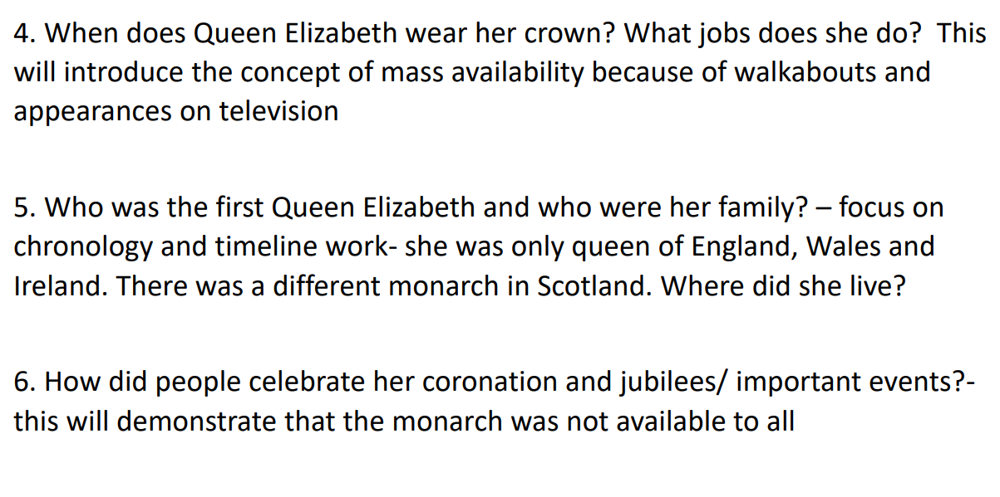 4. When does Queen Elizabeth wear her crown? What jobs does she do?  This
will introduce the concept of mass availability because of walkabouts and
appearances on television
5. Who was the first Queen Elizabeth and who were her family? – focus on
chronology and timeline work- she was only queen of England, Wales and
Ireland. There was a different monarch in Scotland. Where did she live?
6. How did people celebrate her coronation and jubilees/ important events?-
this will demonstrate that the monarch was not available to all